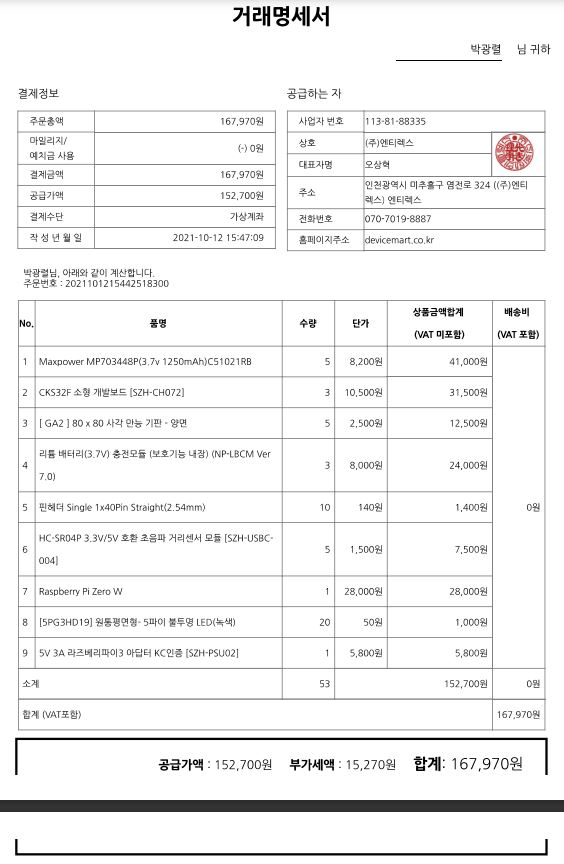 거래명세서
박광렬 님 귀하
결제정보
주문총액 167,970원
마일리지/
예치금 사용 (-) 0원
결제금액 167,970원
공급가액 152,700원
결제수단 가상계좌
작 성 년 월 일 2021-10-12 15:47:09
공급하는 자
사업자 번호 113-81-88335
상호 (주)엔티렉스
대표자명 오상혁
주소 인천광역시 미추홀구 염전로 324 ((주)엔티
렉스) 엔티렉스
전화번호 070-7019-8887
홈페이지주소 devicemart.co.kr
박광렬님, 아래와 같이 계산합니다.
주문번호 : 2021101215442518300
No. 품명 수량 단가 상품금액합계 배송비
(VAT 미포함) (VAT 포함)
1 Maxpower MP703448P(3.7v 1250mAh)C51021RB 5 8,200원 41,000원
2 CKS32F 소형 개발보드 [SZH-CH072] 3 10,500원 31,500원
3 [ GA2 ] 80 x 80 사각 만능 기판 - 양면 5 2,500원 12,500원
4 리튬 배터리(3.7V) 충전모듈 (보호기능 내장) (NP-LBCM Ver
7.0) 3 8,000원 24,000원
5 핀헤더 Single 1x40Pin Straight(2.54mm) 10 140원 1,400원 0원
6 HC-SR04P 3.3V/5V 호환 초음파 거리센서 모듈 [SZH-USBC-
004] 5 1,500원 7,500원
7 Raspberry Pi Zero W 1 28,000원 28,000원
8 [5PG3HD19] 원통평면형- 5파이 불투명 LED(녹색) 20 50원 1,000원
9 5V 3A 라즈베리파이3 아답터 KC인증 [SZH-PSU02] 1 5,800원 5,800원
소계 53 152,700원 0원
합계 (VAT포함) 167,970원
공급가액 : 152,700원 부가세액 : 15,270원 합계: 167,970원